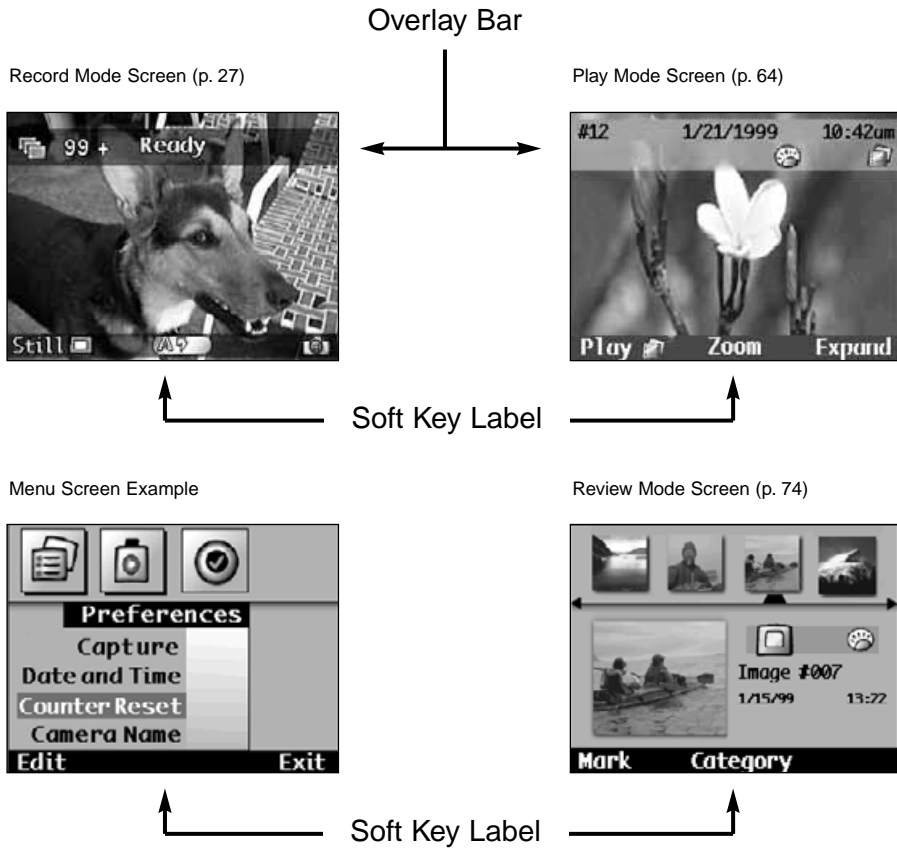 Overlay Bar
Record Mode Screen (p. 27)
Play Mode Screen (p. 64)
99 + Ready
#12 1/21/1999 10:42am
Still A
Play Zoom Expand
Soft Key Label
Menu Screen Example
Review Mode Screen (p. 74)
Preferences
Capture
Date and Time
Counter Reset
Camera Name
Edit Exit
Image #007
1/15/99 13:22
Mark Category
Soft Key Label